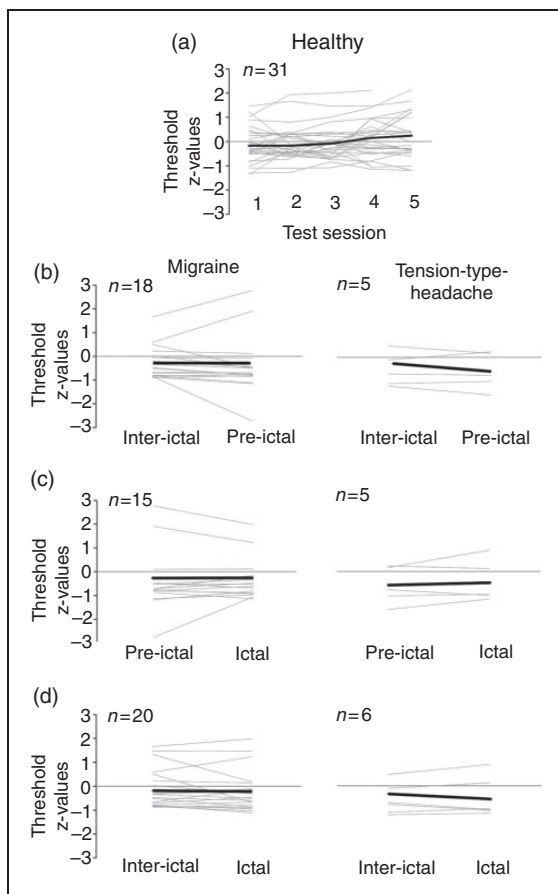 (a) Healthy
n=31
3
2
1
0
−1
−2
−3
Threshold
z-values
1 2 3 4 5
Test session
(b) Migraine Tension-type-
headache
n=18 n=5
3
2
1
0
−1
−2
−3
Threshold
z-values
Inter-ictal Pre-ictal Inter-ictal Pre-ictal
(c)
n=15 n=5
3
2
1
0
−1
−2
−3
Threshold
z-values
Pre-ictal Ictal Pre-ictal Ictal
(d)
n=20 n=6
3
2
1
0
−1
−2
−3
Threshold
z-values
Inter-ictal Ictal Inter-ictal Ictal